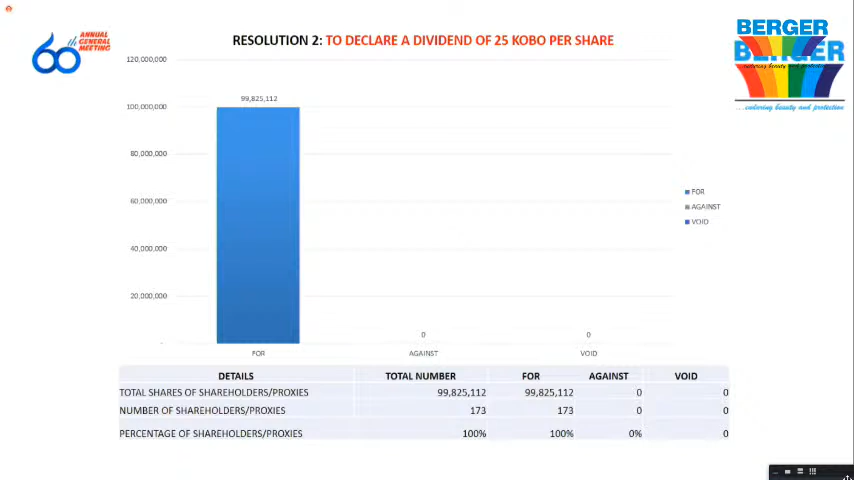 60th ANNUAL GENERAL MEETING
RESOLUTION 2: TO DECLARE A DIVIDEND OF 25 KOBO PER SHARE
BERGER
BERGER
...colouring beauty and protection
120,000,000
100,000,000
80,000,000
60,000,000
40,000,000
20,000,000
-
99,825,112
0
0
FOR
AGAINST
VOID
FOR
AGAINST
VOID
DETAILS TOTAL NUMBER FOR AGAINST VOID
TOTAL SHARES OF SHAREHOLDERS/PROXIES 99,825,112 99,825,112 0 0
NUMBER OF SHAREHOLDERS/PROXIES 173 173 0 0
PERCENTAGE OF SHAREHOLDERS/PROXIES 100% 100% 0% 0